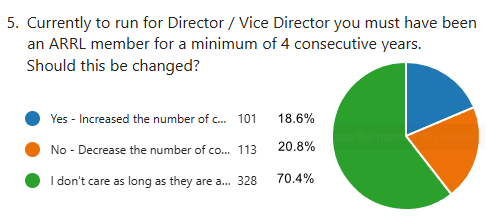 5. Currently to run for Director / Vice Director you must have been
an ARRL member for a minimum of 4 consecutive years.
Should this be changed?
Yes - Increased the number of c... 101 18.6%
No - Decrease the number of co... 113 20.8%
I don't care as long as they are a... 328 70.4%